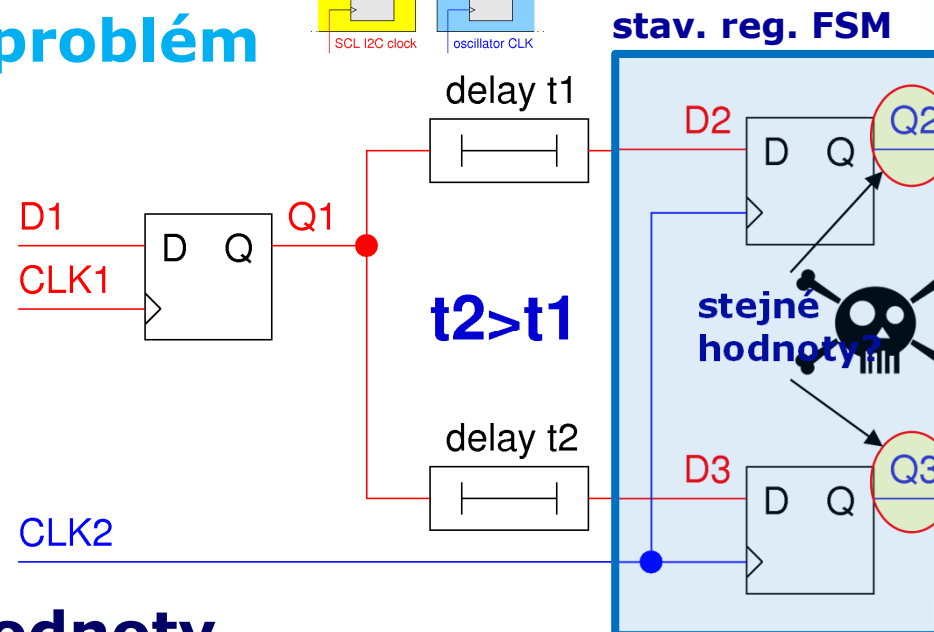 problém
SCL I2C clock
oscillator CLK
stav. reg. FSM
delay t1
D2
Q2
D Q
D1
Q1
D Q
CLK1
t2>t1
stejné
hodnoty?
delay t2
D3
Q3
D Q
CLK2